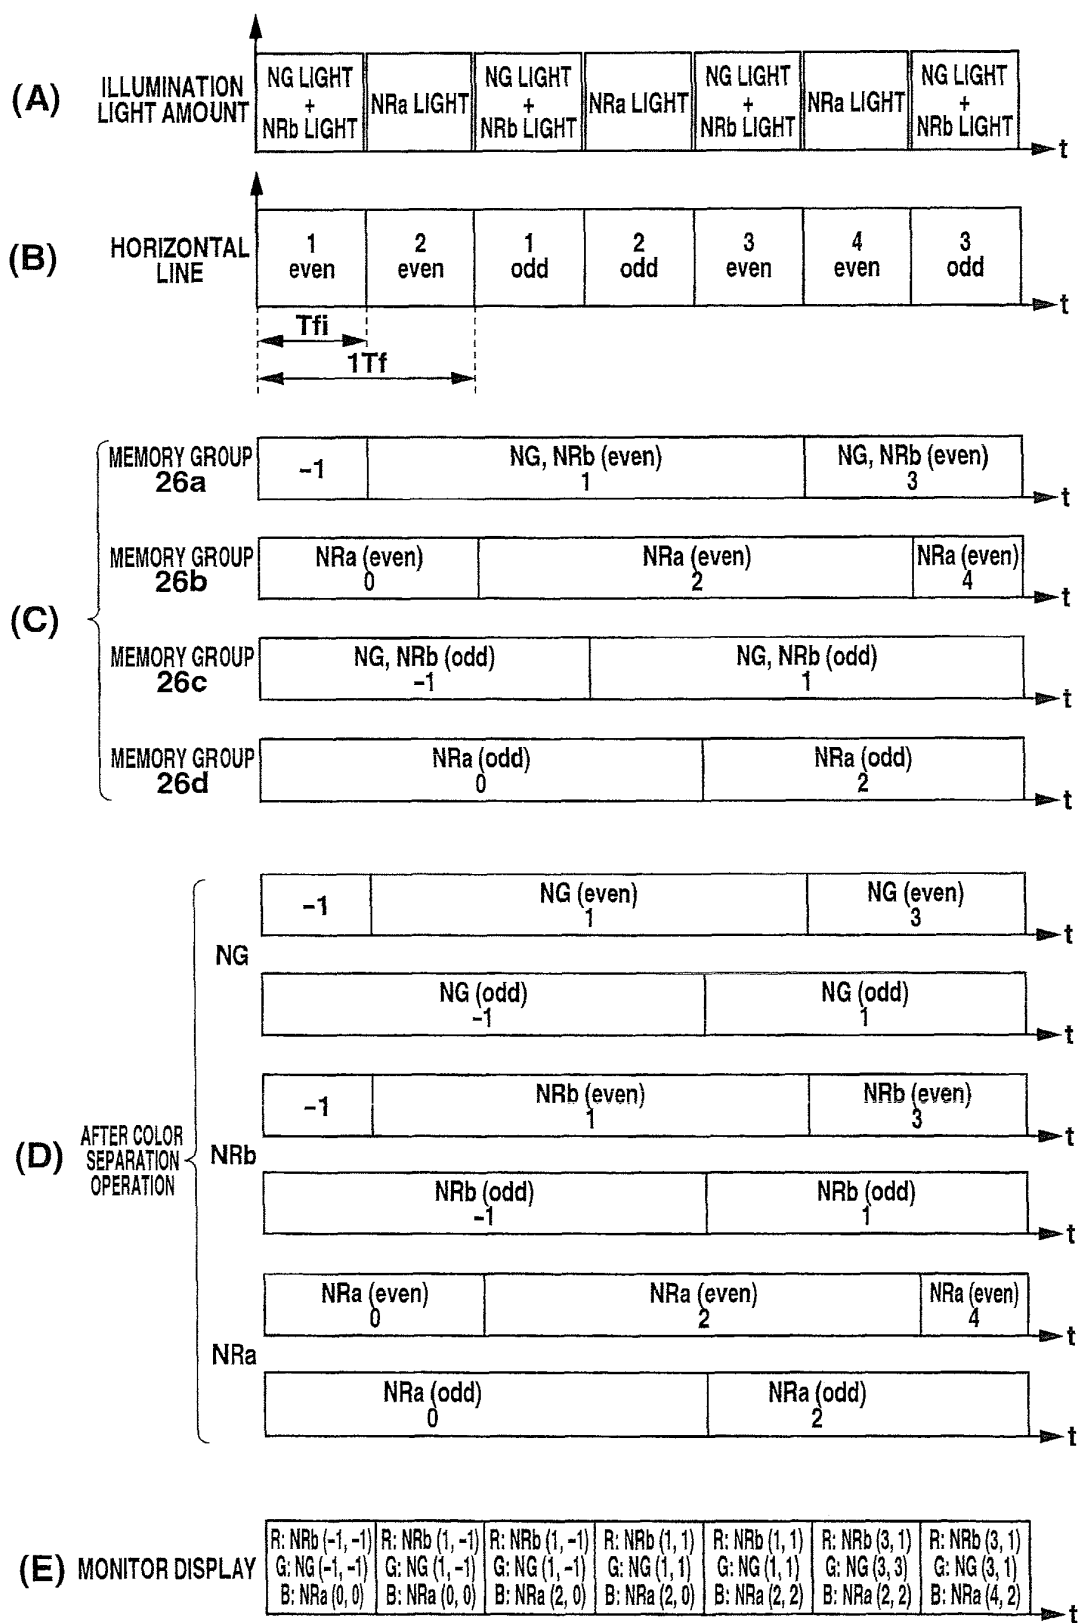 (A)
ILLUMINATION
LIGHT AMOUNT
NG LIGHT
+
NRb LIGHT
NRa LIGHT
NG LIGHT
+
NRb LIGHT
NRa LIGHT
NG LIGHT
+
NRb LIGHT
NRa LIGHT
NG LIGHT
+
NRb LIGHT
t
(B)
HORIZONTAL
LINE
1
even
2
even
1
odd
2
odd
3
even
4
even
3
odd
t
Tfi
1Tf
(C)
MEMORY GROUP
26a
-1
NG, NRb (even)
1
NG, NRb (even)
3
t
MEMORY GROUP
26b
NRa (even)
0
NRa (even)
2
NRa (even)
4
t
MEMORY GROUP
26c
NG, NRb (odd)
-1
NG, NRb (odd)
1
t
MEMORY GROUP
26d
NRa (odd)
0
NRa (odd)
2
t
(D)
AFTER COLOR
SEPARATION
OPERATION
NG
-1
NG (even)
1
NG (even)
3
t
NG (odd)
-1
NG (odd)
1
t
NRb
-1
NRb (even)
1
NRb (even)
3
t
NRb (odd)
-1
NRb (odd)
1
t
NRa
NRa (even)
0
NRa (even)
2
NRa (even)
4
t
NRa (odd)
0
NRa (odd)
2
t
(E)
MONITOR DISPLAY
R: NRb (-1, -1)
G: NG (-1, -1)
B: NRa (0, 0)
R: NRb (1, -1)
G: NG (1, -1)
B: NRa (0, 0)
R: NRb (1, -1)
G: NG (1, -1)
B: NRa (2, 0)
R: NRb (1, 1)
G: NG (1, 1)
B: NRa (2, 0)
R: NRb (1, 1)
G: NG (1, 1)
B: NRa (2, 2)
R: NRb (3, 1)
G: NG (3, 3)
B: NRa (2, 2)
R: NRb (3, 1)
G: NG (3, 1)
B: NRa (4, 2)
t